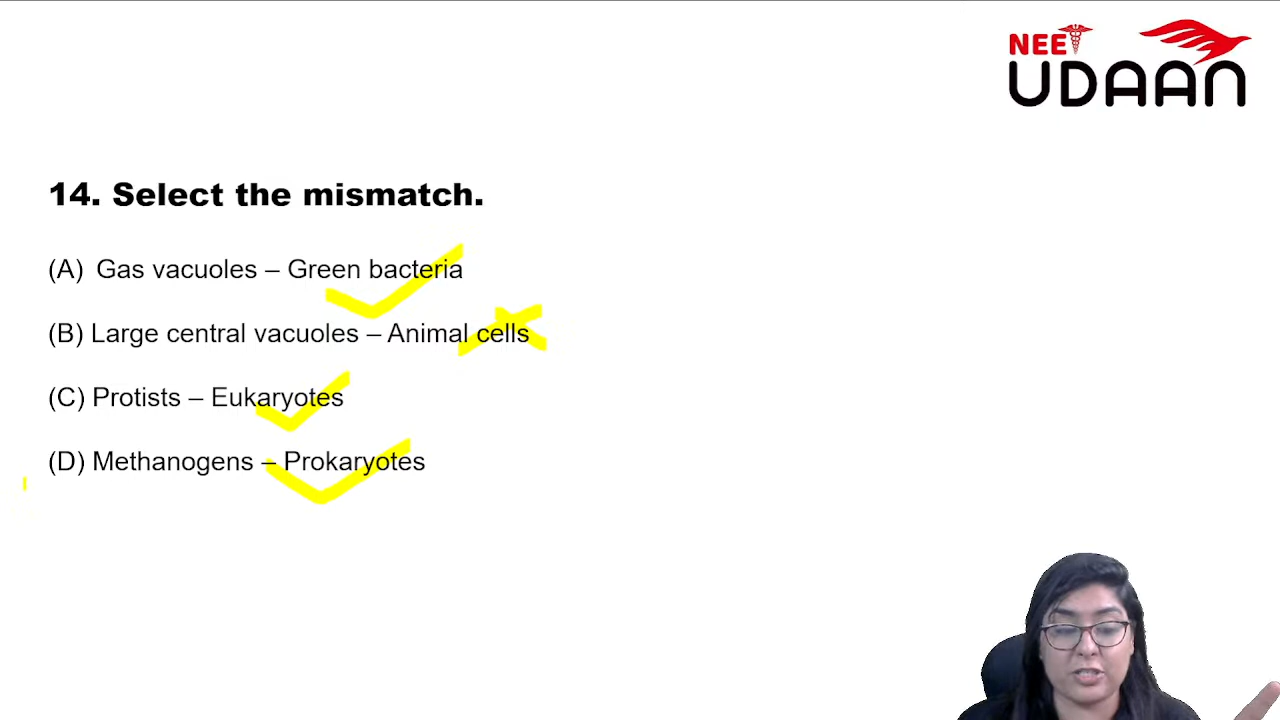 NEET
UDAAN
14. Select the mismatch.
(A) Gas vacuoles – Green bacteria
(B) Large central vacuoles – Animal cells
(C) Protists – Eukaryotes
(D) Methanogens – Prokaryotes